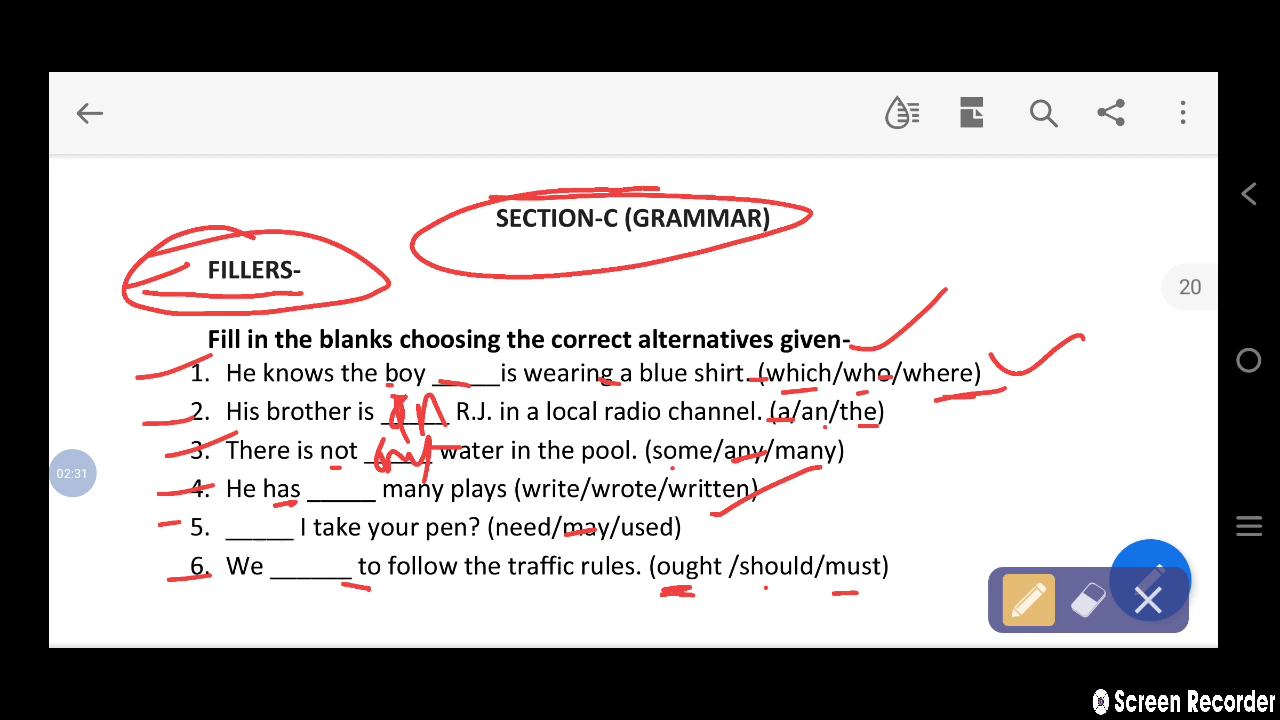 SECTION-C (GRAMMAR)
FILLERS-
20
Fill in the blanks choosing the correct alternatives given-
1. He knows the boy _____is wearing a blue shirt. (which/who/where)
2. His brother is an R.J. in a local radio channel. (a/an/the)
3. There is not any water in the pool. (some/any/many)
02:31
4. He has _____ many plays (write/wrote/written)
5. _____ I take your pen? (need/may/used)
6. We ______ to follow the traffic rules. (ought /should/must)
Screen Recorder